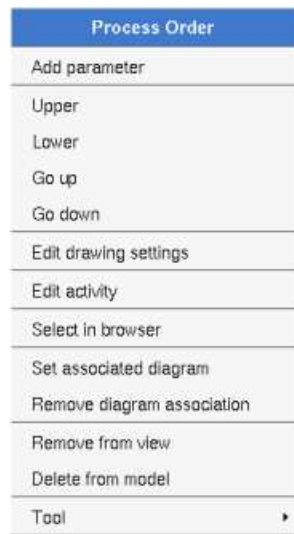 Process Order
Add parameter
Upper
Lower
Go up
Go down
Edit drawing settings
Edit activity
Select in browser
Set associated diagram
Remove diagram association
Remove from view
Delete from model
Tool